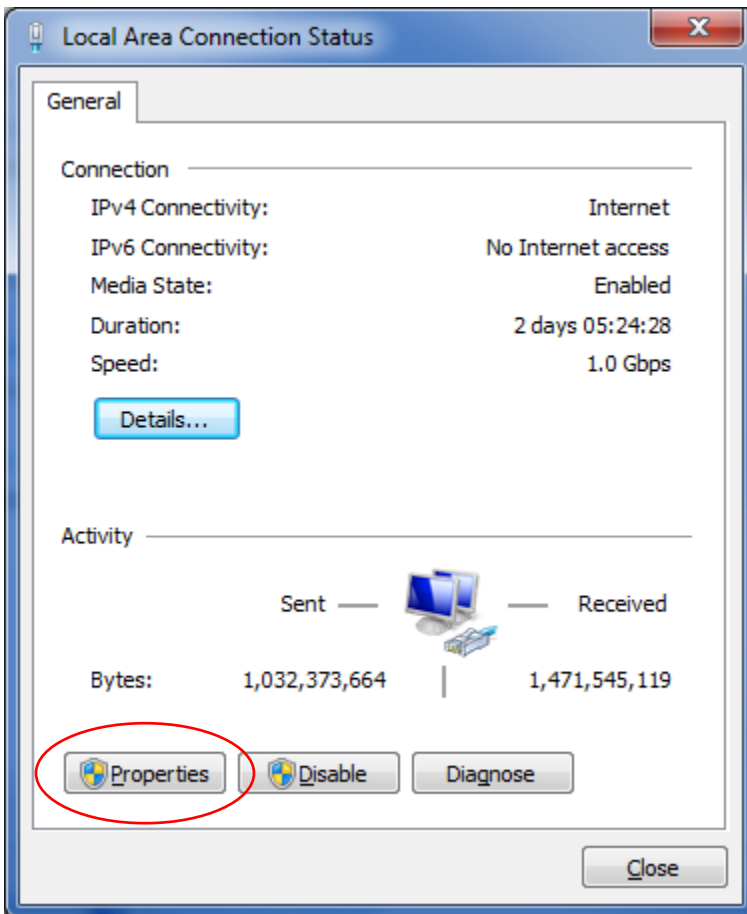 Local Area Connection Status
General
Connection
IPv4 Connectivity: Internet
IPv6 Connectivity: No Internet access
Media State: Enabled
Duration: 2 days 05:24:28
Speed: 1.0 Gbps
Details...
Activity
Sent Received
Bytes: 1,032,373,664 1,471,545,119
Properties Disable Diagnose
Close